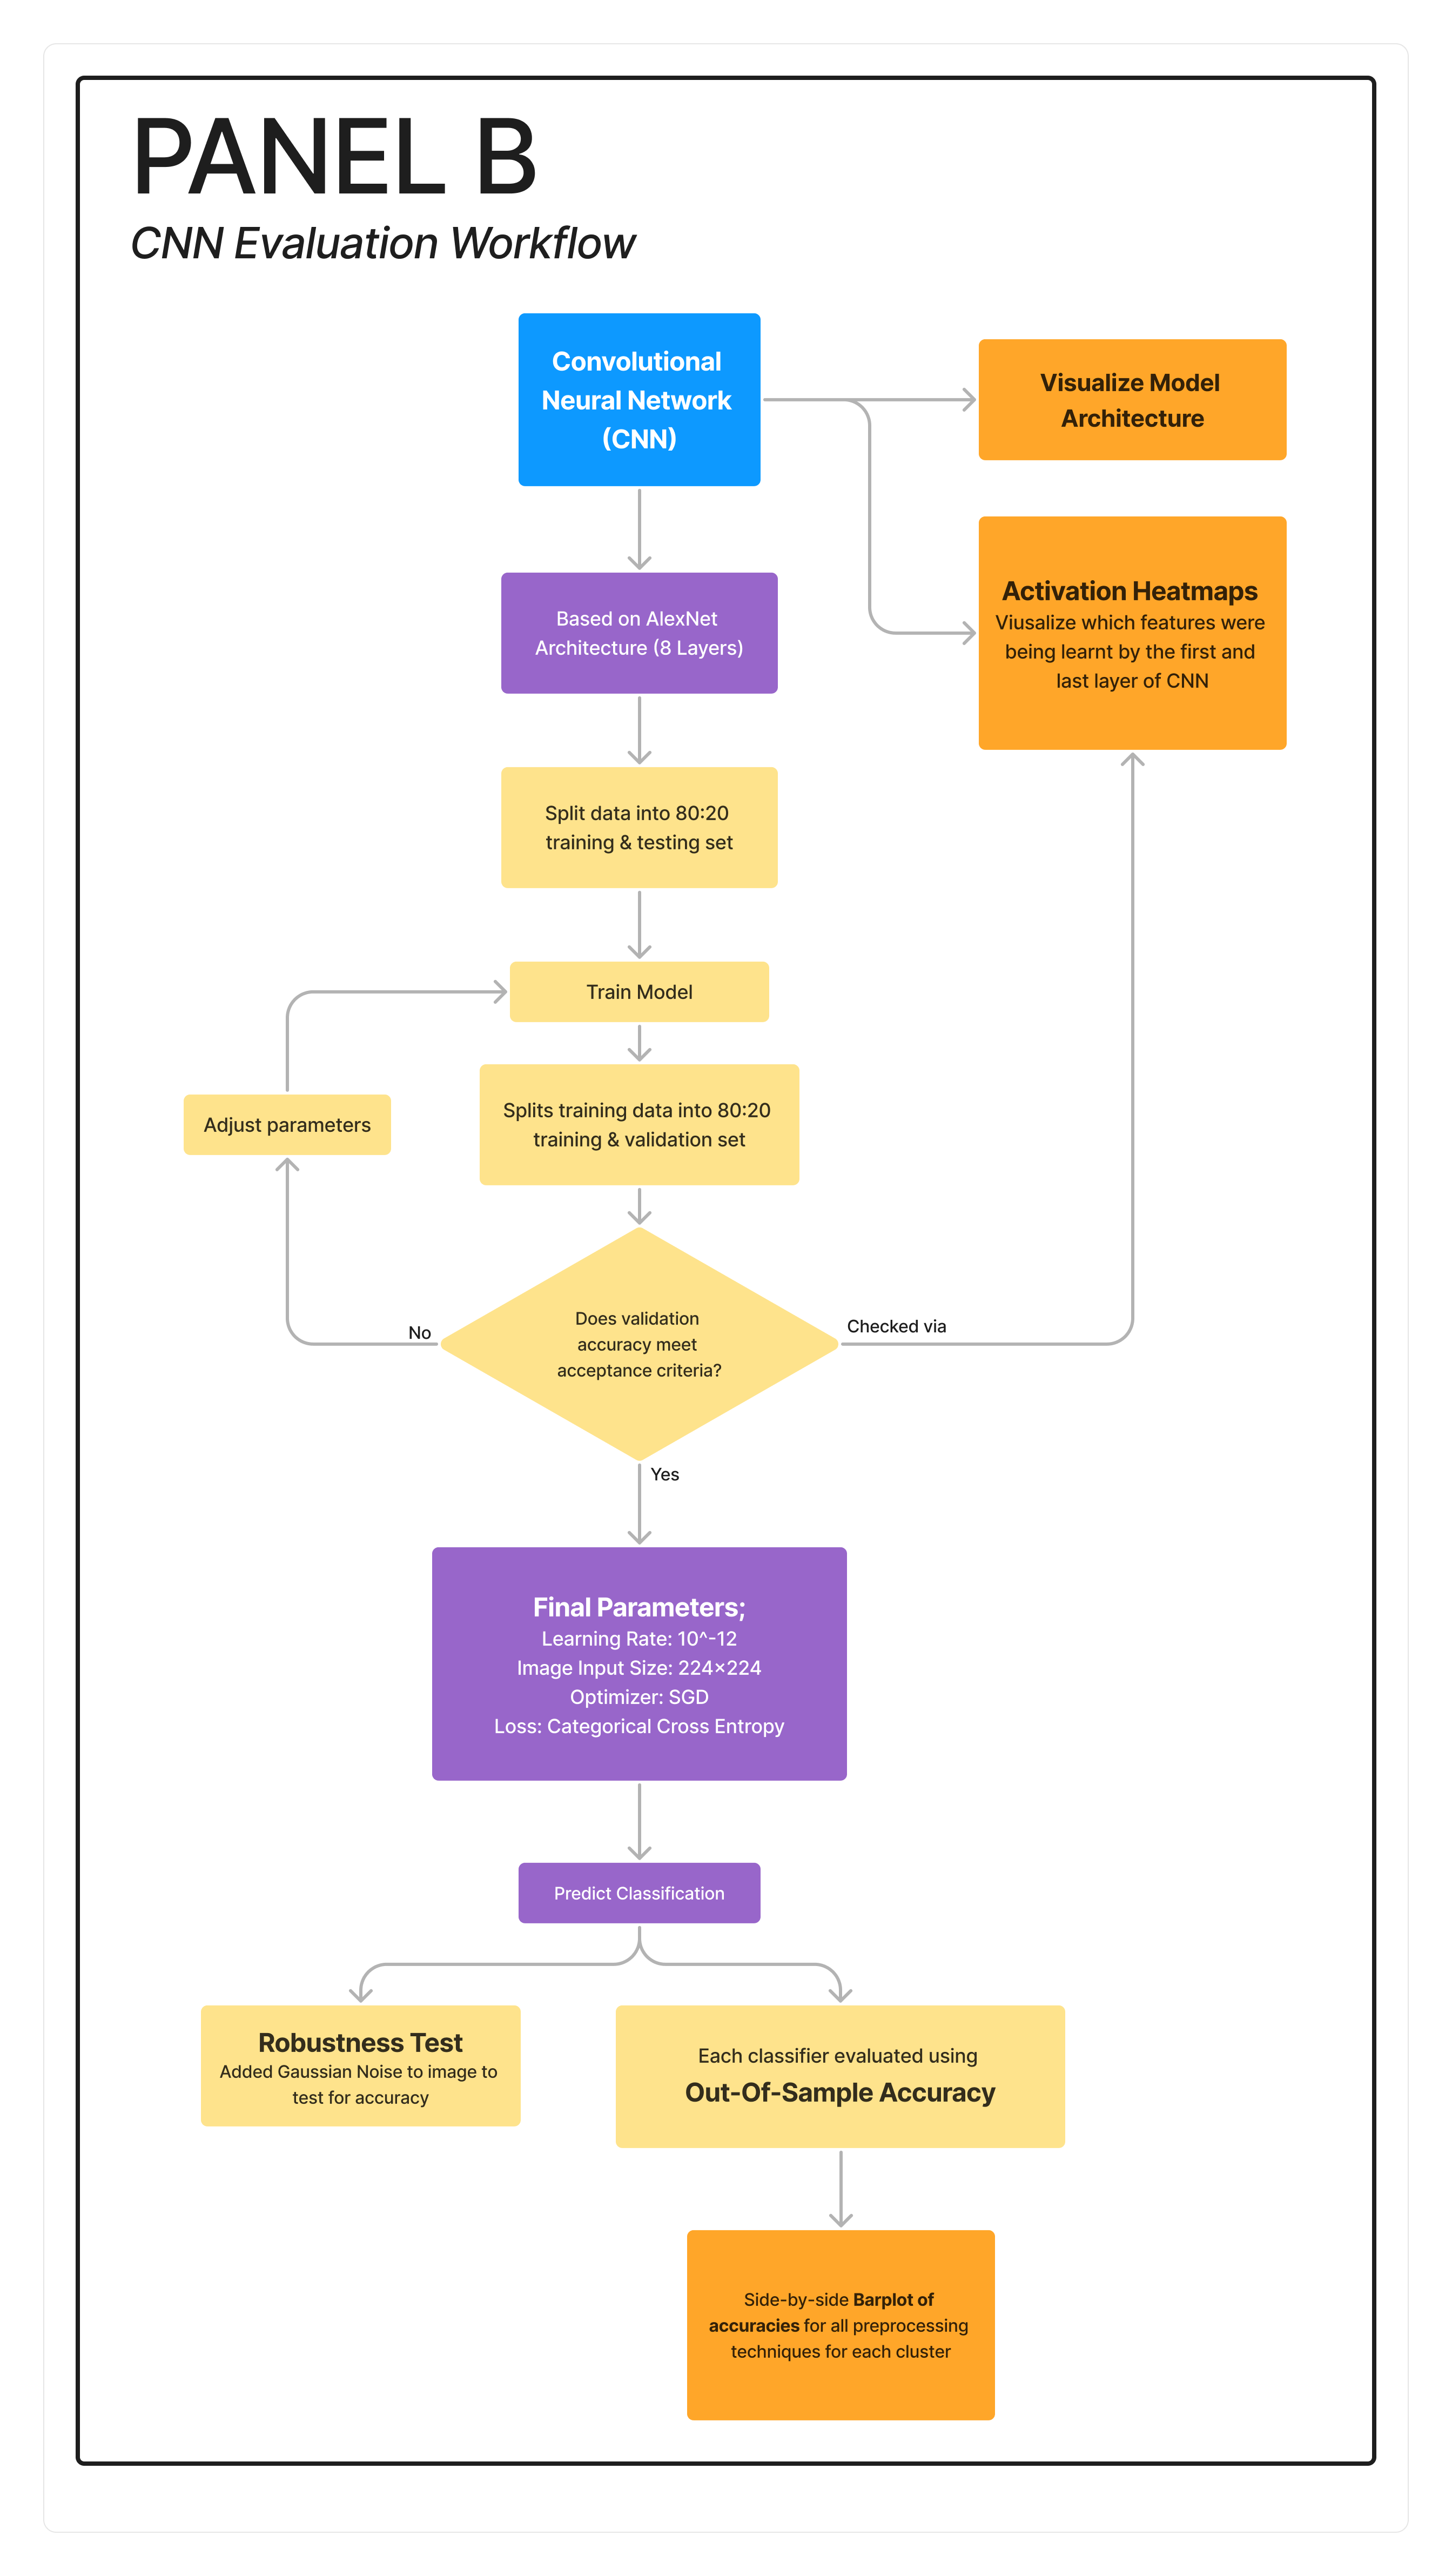 PANEL B
CNN Evaluation Workflow
Convolutional
Neural Network
(CNN)
Visualize Model
Architecture
Based on AlexNet
Architecture (8 Layers)
Activation Heatmaps
Viusalize which features were
being learnt by the first and
last layer of CNN
Split data into 80:20
training & testing set
Train Model
Adjust parameters
Splits training data into 80:20
training & validation set
Does validation
accuracy meet
acceptance criteria?
No
Checked via
Yes
Final Parameters;
Learning Rate: 10^-12
Image Input Size: 224×224
Optimizer: SGD
Loss: Categorical Cross Entropy
Predict Classification
Robustness Test
Added Gaussian Noise to image to
test for accuracy
Each classifier evaluated using
Out-Of-Sample Accuracy
Side-by-side Barplot of
accuracies for all preprocessing
techniques for each cluster